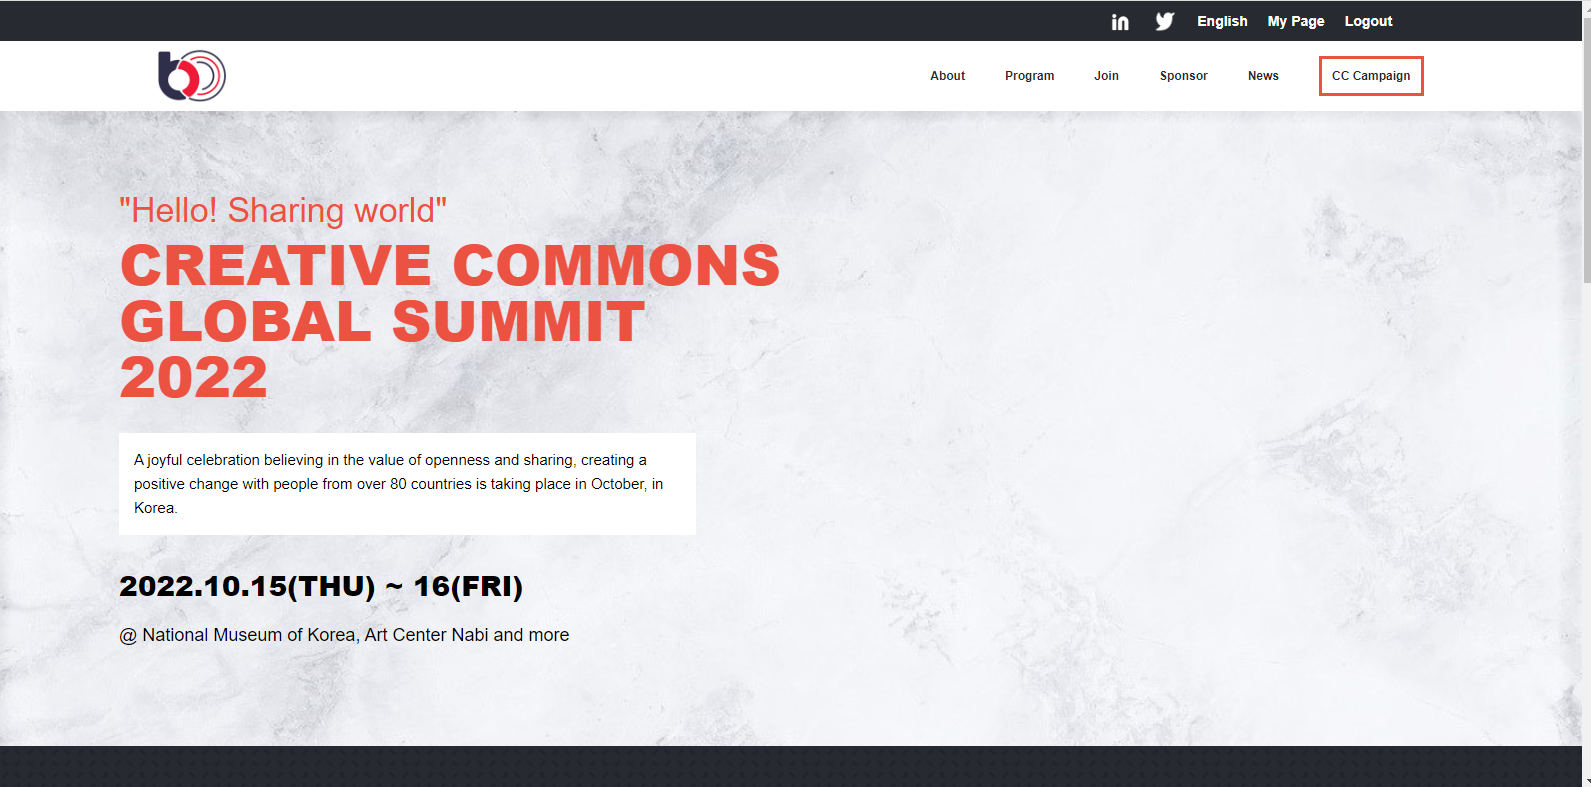 English My Page Logout
About Program Join Sponsor News CC Campaign
"Hello! Sharing world"
CREATIVE COMMONS
GLOBAL SUMMIT
2022
A joyful celebration believing in the value of openness and sharing, creating a
positive change with people from over 80 countries is taking place in October, in
Korea.
2022.10.15(THU) ~ 16(FRI)
@ National Museum of Korea, Art Center Nabi and more